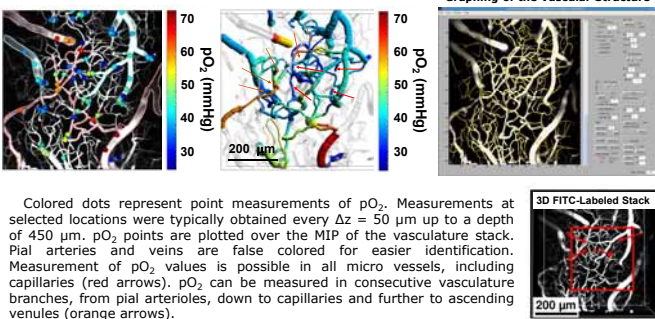 Graphing of the Vascular Structure
70
60
50
40
30
pO₂ (mmHg)
200 µm
70
60
50
40
30
pO₂ (mmHg)
Colored dots represent point measurements of pO₂. Measurements at
selected locations were typically obtained every Δz = 50 µm up to a depth
of 450 µm. pO₂ points are plotted over the MIP of the vasculature stack.
Pial arteries and veins are false colored for easier identification.
Measurement of pO₂ values is possible in all micro vessels, including
capillaries (red arrows). pO₂ can be measured in consecutive vasculature
branches, from pial arterioles, down to capillaries and further to ascending
venules (orange arrows).
3D FITC-Labeled Stack
200 µm